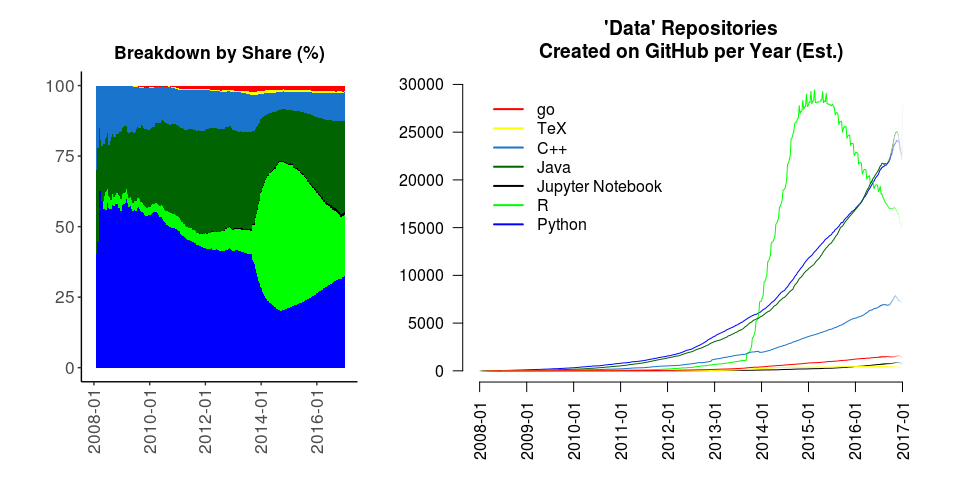 Breakdown by Share (%)
100
75
50
25
0
2008-01
2010-01
2012-01
2014-01
2016-01
'Data' Repositories
Created on GitHub per Year (Est.)
30000
25000
20000
15000
10000
5000
0
go
TeX
C++
Java
Jupyter Notebook
R
Python
2008-01
2009-01
2010-01
2011-01
2012-01
2013-01
2014-01
2015-01
2016-01
2017-01